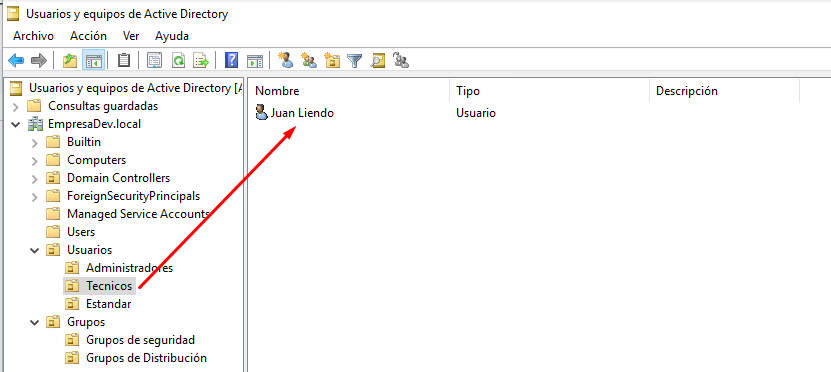 Usuarios y equipos de Active Directory
Archivo Acción Ver Ayuda
Usuarios y equipos de Active Directory [A
Consultas guardadas
EmpresaDev.local
Builtin
Computers
Domain Controllers
ForeignSecurityPrincipals
Managed Service Accounts
Users
Usuarios
Administradores
Tecnicos
Estandar
Grupos
Grupos de seguridad
Grupos de Distribución
Nombre Tipo Descripción
Juan Liendo Usuario